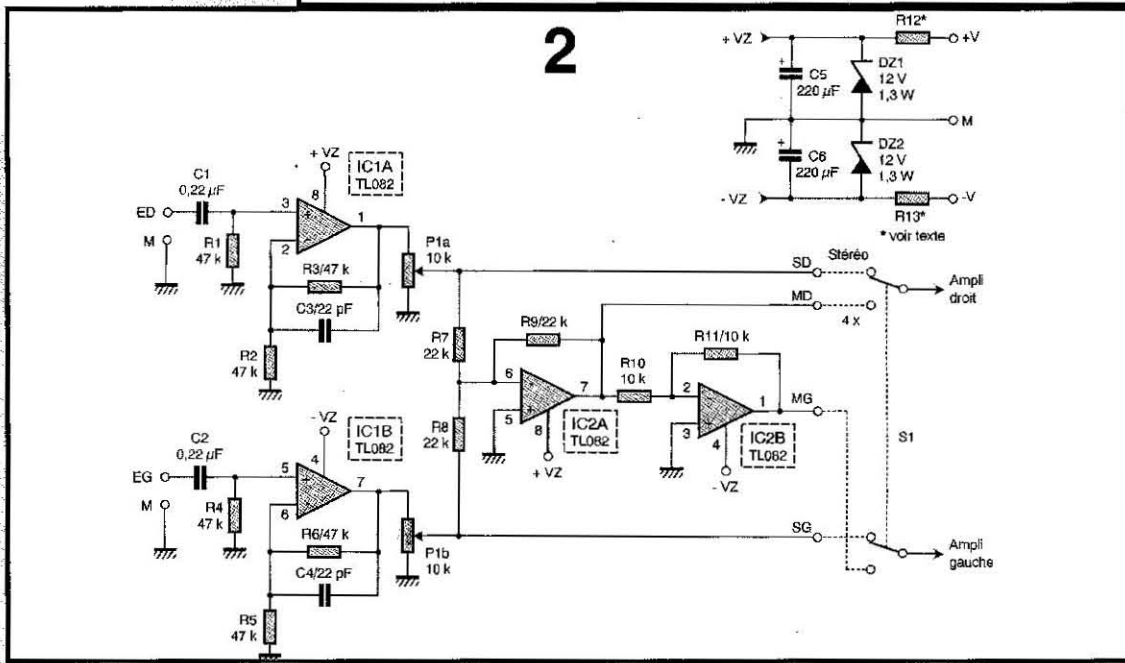 2
R12*
+ VZ
+V
+
C5
220 µF
DZ1
12 V
1,3 W
M
+
C6
220 µF
DZ2
12 V
1,3 W
- VZ
-V
R13*
* voir texte
+ VZ
IC1A
TL082
C1
0,22 µF
8
ED
3
+
1
M
R1
47 k
2
-
P1a
10 k
R3/47 k
C3/22 pF
R2
47 k
SD
Stéréo
Ampli
droit
MD
4 x
R7
22 k
R9/22 k
R11/10 k
R10
10 k
6
-
7
2
-
1
MG
5
+
IC2A
TL082
3
+
IC2B
TL082
8
4
R8
22 k
+ VZ
- VZ
S1
- VZ
IC1B
TL082
C2
0,22 µF
4
EG
5
+
7
M
R4
47 k
6
-
SG
R6/47 k
P1b
10 k
C4/22 pF
Ampli
gauche
R5
47 k